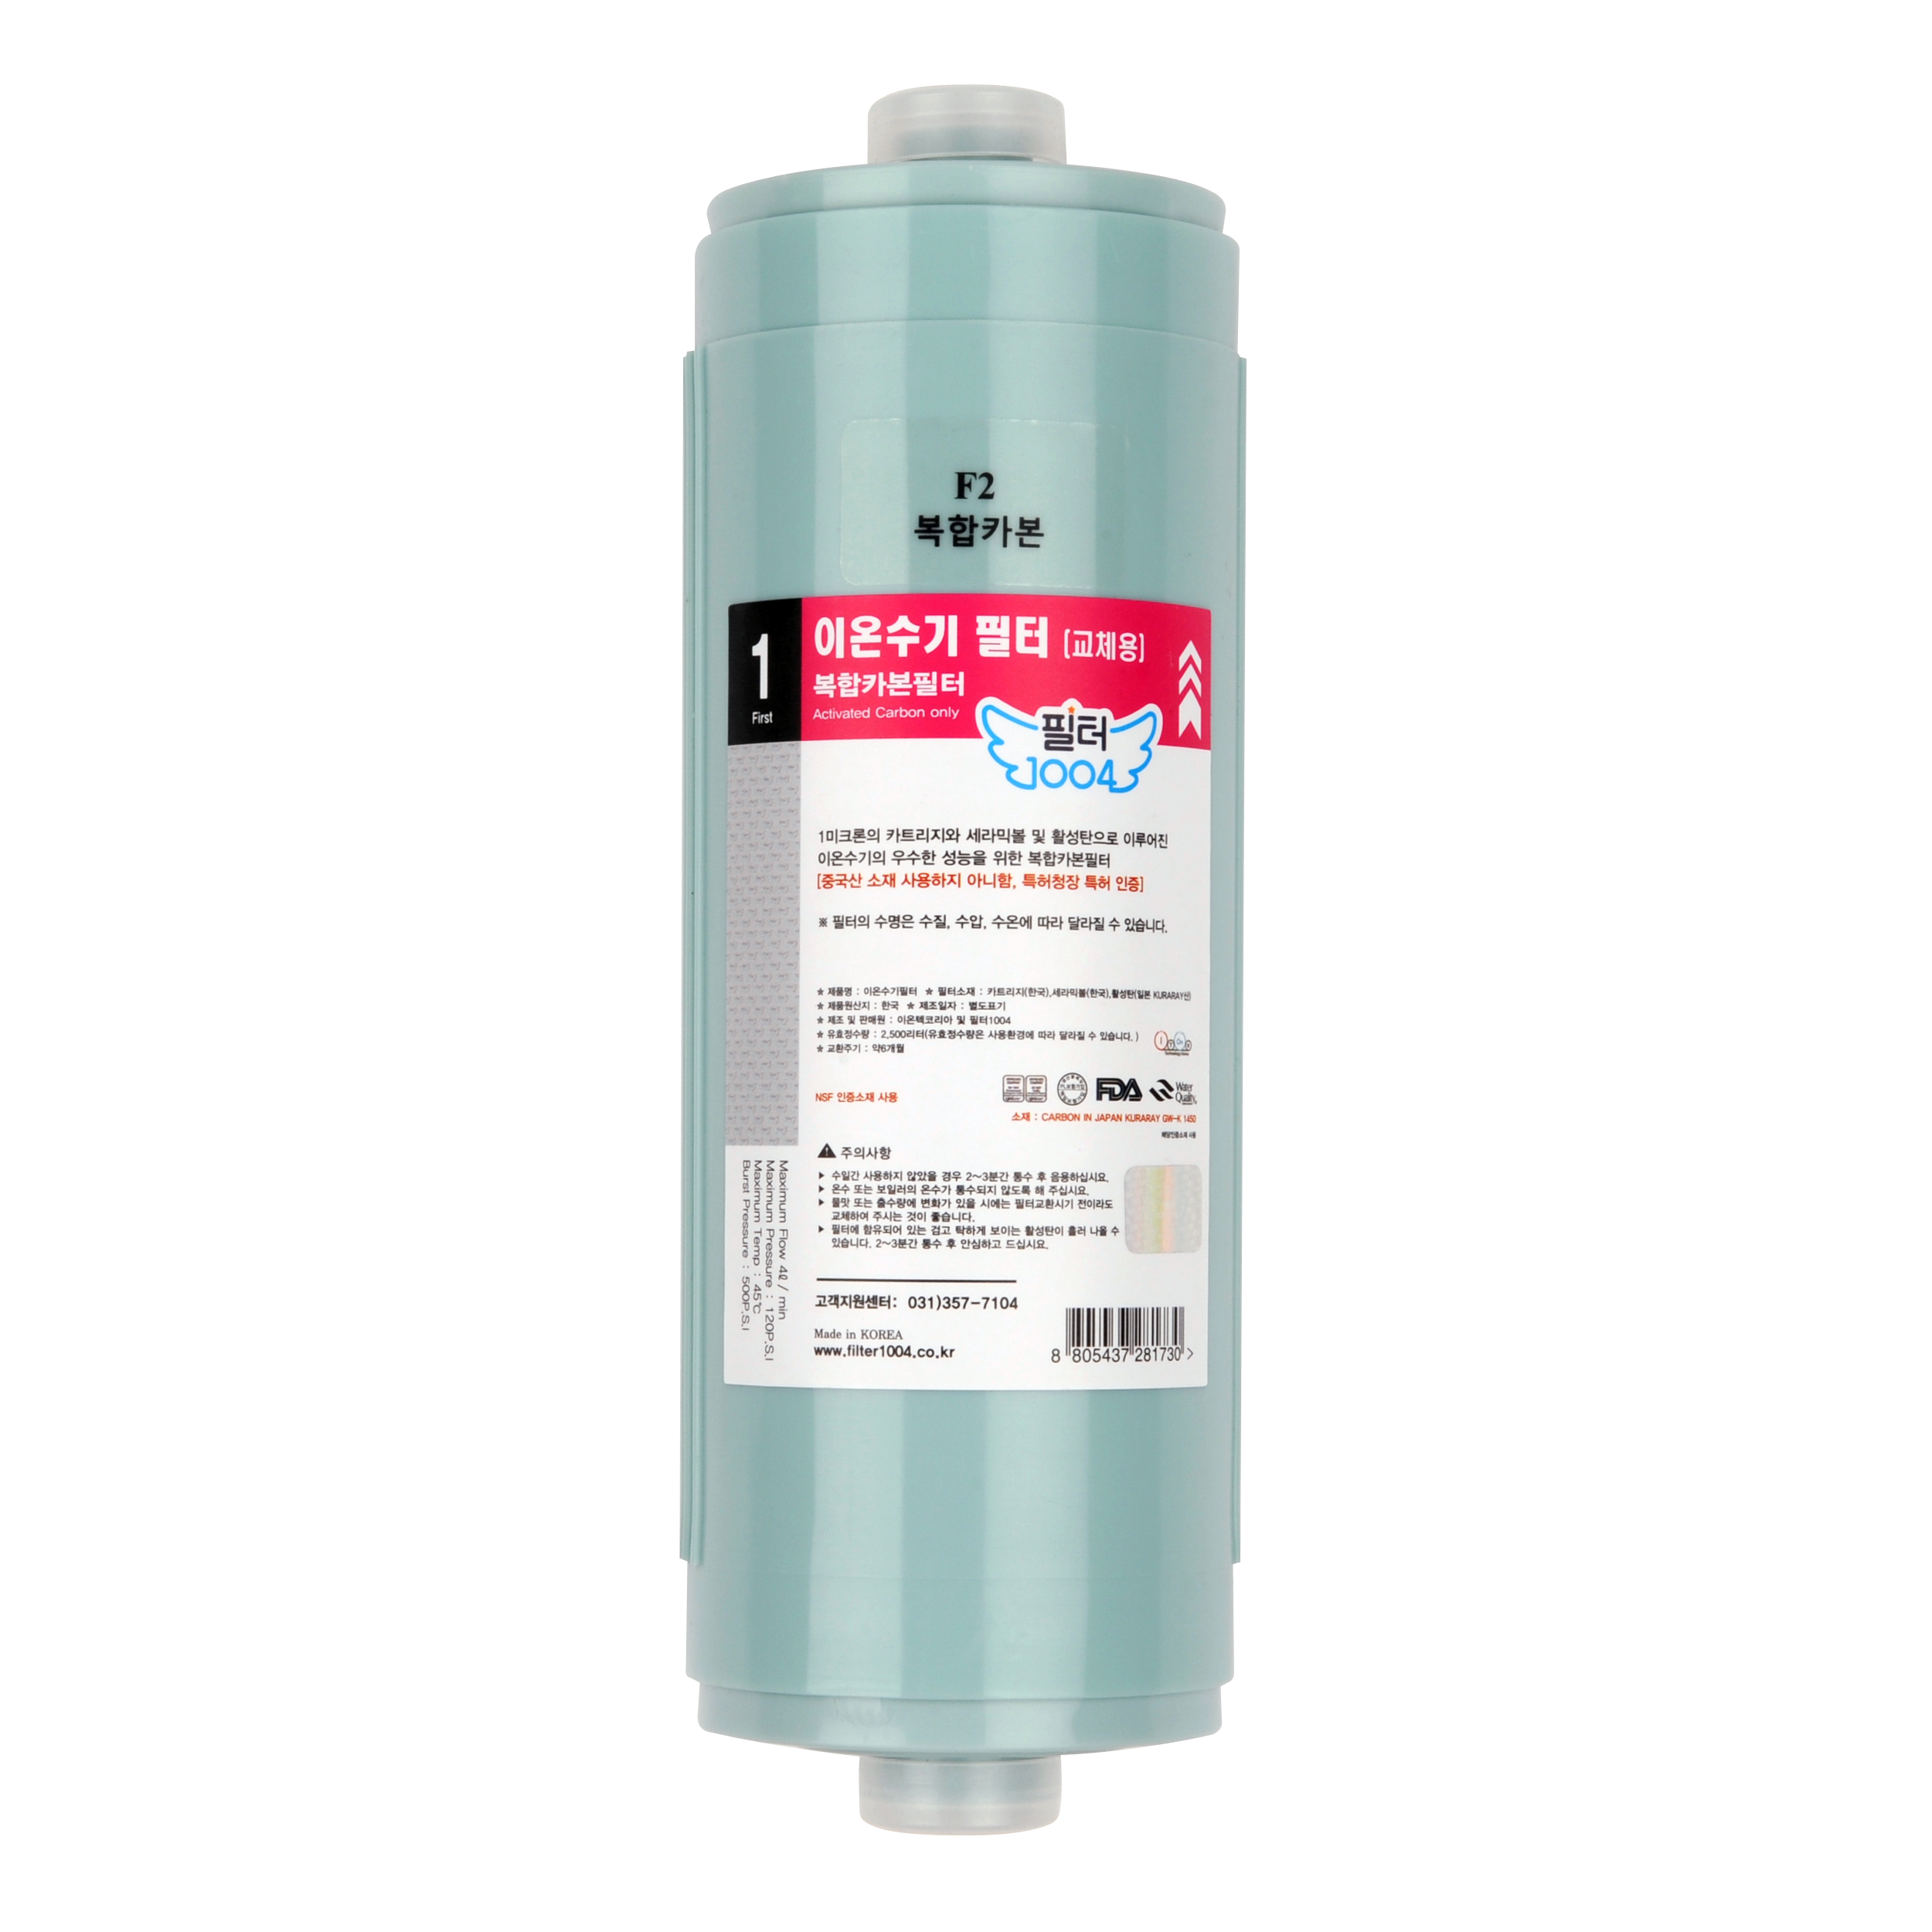 F2
복합카본
1
First
이온수기 필터 [교체용]
복합카본필터
Activated Carbon only
필터
1004
1미크론의 카트리지와 세라믹볼 및 활성탄으로 이루어진
이온수기의 우수한 성능을 위한 복합카본필터
[중국산 소재 사용하지 아니함, 특허청장 특허 인증]
※ 필터의 수명은 수질, 수압, 수온에 따라 달라질 수 있습니다.
★ 제품명 : 이온수기필터 ★ 필터소재 : 카트리지(한국),세라믹볼(한국),활성탄(일본 KURARAY산)
★ 제품원산지 : 한국 ★ 제조일자 : 별도표기
★ 제조 및 판매원 : 이온텍코리아 및 필터1004
★ 유효정수량 : 2,500리터(유효정수량은 사용환경에 따라 달라질 수 있습니다. )
★ 교환주기 : 약6개월
NSF 인증소재 사용
FDA
Water
Quality
소재 : CARBON IN JAPAN KURARAY GW-K 1450
해당인증소재 사용
주의사항
▶ 수일간 사용하지 않았을 경우 2~3분간 통수 후 음용하십시요.
▶ 온수 또는 보일러의 온수가 통수되지 않도록 해 주십시요.
▶ 물맛 또는 출수량에 변화가 있을 시에는 필터교환시기 전이라도
교체하여 주시는 것이 좋습니다.
▶ 필터에 함유되어 있는 검고 탁하게 보이는 활성탄이 흘러 나올 수
있습니다. 2~3분간 통수 후 안심하고 드십시요.
Maximum Flow 4ℓ / min
Maximum Pressure : 120P.S.I
Maximum Temp : 45℃
Burst Pressure : 500P.S.I
고객지원센터: 031)357-7104
Made in KOREA
www.filter1004.co.kr
8 805437 281730 >